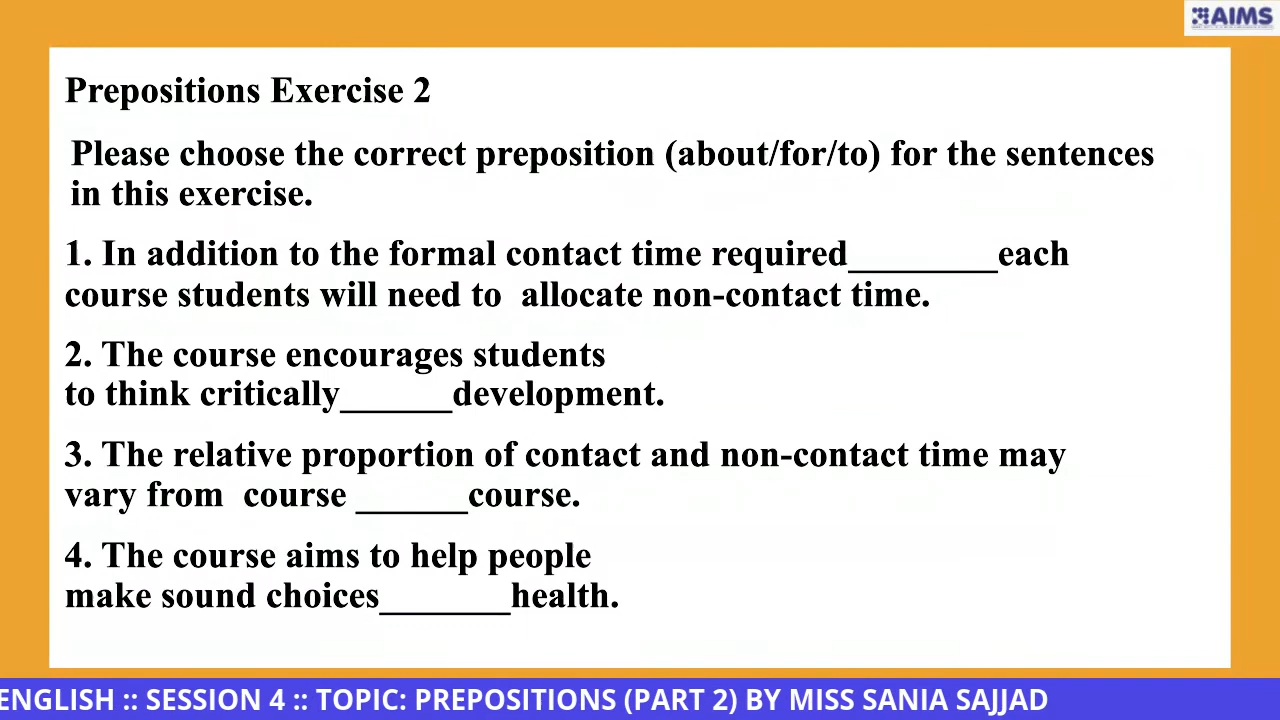 AIMS
Prepositions Exercise 2
Please choose the correct preposition (about/for/to) for the sentences
in this exercise.
1. In addition to the formal contact time required________each
course students will need to  allocate non-contact time.
2. The course encourages students
to think critically______development.
3. The relative proportion of contact and non-contact time may
vary from  course ______course.
4. The course aims to help people
make sound choices_______health.
ENGLISH :: SESSION 4 :: TOPIC: PREPOSITIONS (PART 2) BY MISS SANIA SAJJAD